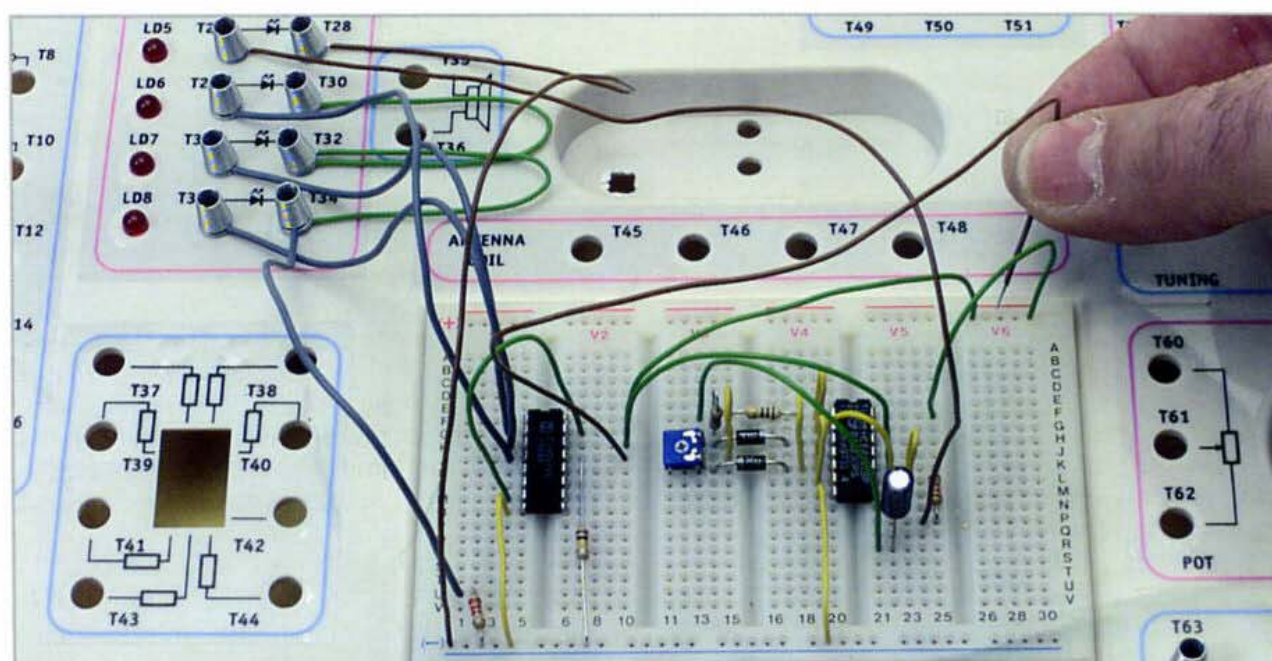 LD5
T28
T49
T50
T51
T8
T35
LD6
T30
T10
LD7
T32
T36
LD8
T34
T12
ANTENNA
COIL
T45
T46
T47
T48
TUNING
14
+
V2
V4
V5
V6
T60
T37
T38
T61
T39
T40
T62
T41
T42
POT
T43
T44
1 3 5 6 8 10 11 13 15 16 18 20 21 23 25 26 28 30
(-)
A
B
C
D
E
F
G
H
I
J
K
L
M
N
O
P
Q
R
S
T
U
V
T63